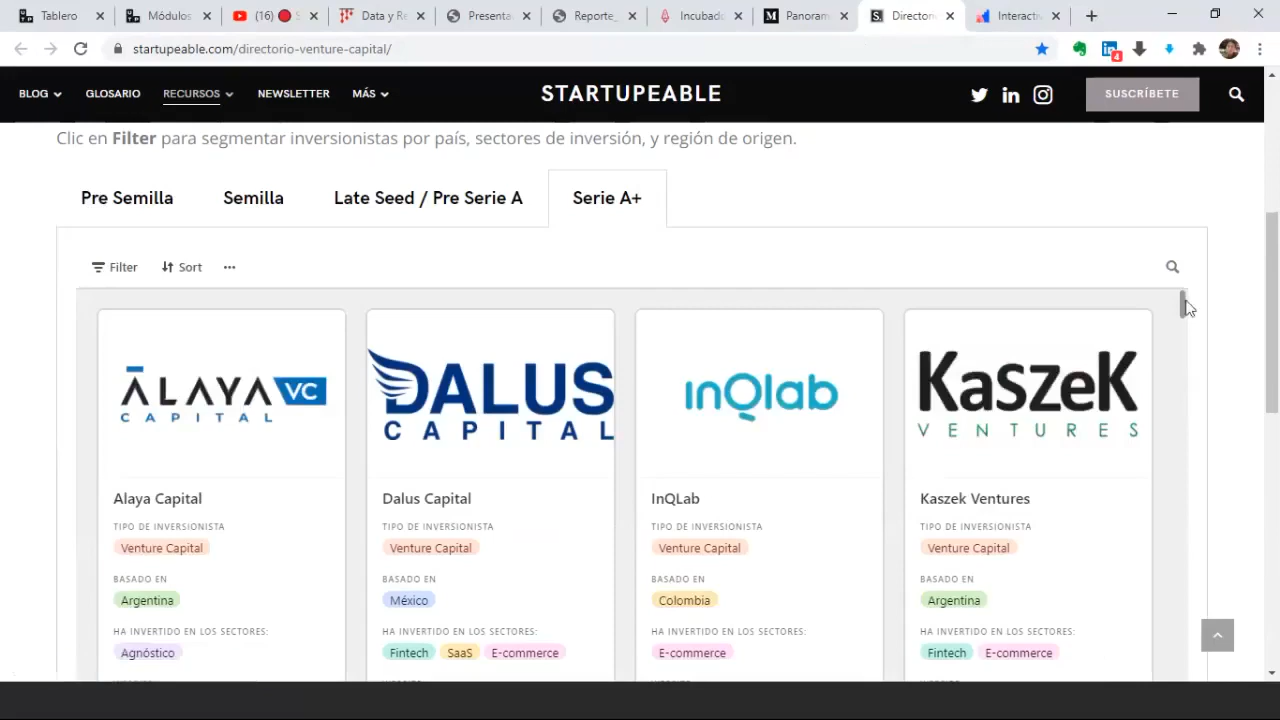 Tablero
Módulos
(16)
Data y Re
Presenta
Reporte_
Incubado
Panoram
Director
Interactiv
startupeable.com/directorio-venture-capital/
4
BLOG GLOSARIO RECURSOS NEWSLETTER MÁS STARTUPEABLE SUSCRÍBETE
Clic en Filter para segmentar inversionistas por país, sectores de inversión, y región de origen.
Pre Semilla Semilla Late Seed / Pre Serie A Serie A+
Filter Sort
ALAYA VC
CAPITAL
DALUS
CAPITAL
InQlab
KaszeK
VENTURES
Alaya Capital Dalus Capital InQLab Kaszek Ventures
TIPO DE INVERSIONISTA TIPO DE INVERSIONISTA TIPO DE INVERSIONISTA TIPO DE INVERSIONISTA
Venture Capital Venture Capital Venture Capital Venture Capital
BASADO EN BASADO EN BASADO EN BASADO EN
Argentina México Colombia Argentina
HA INVERTIDO EN LOS SECTORES: HA INVERTIDO EN LOS SECTORES: HA INVERTIDO EN LOS SECTORES: HA INVERTIDO EN LOS SECTORES:
Agnóstico Fintech SaaS E-commerce E-commerce Fintech E-commerce